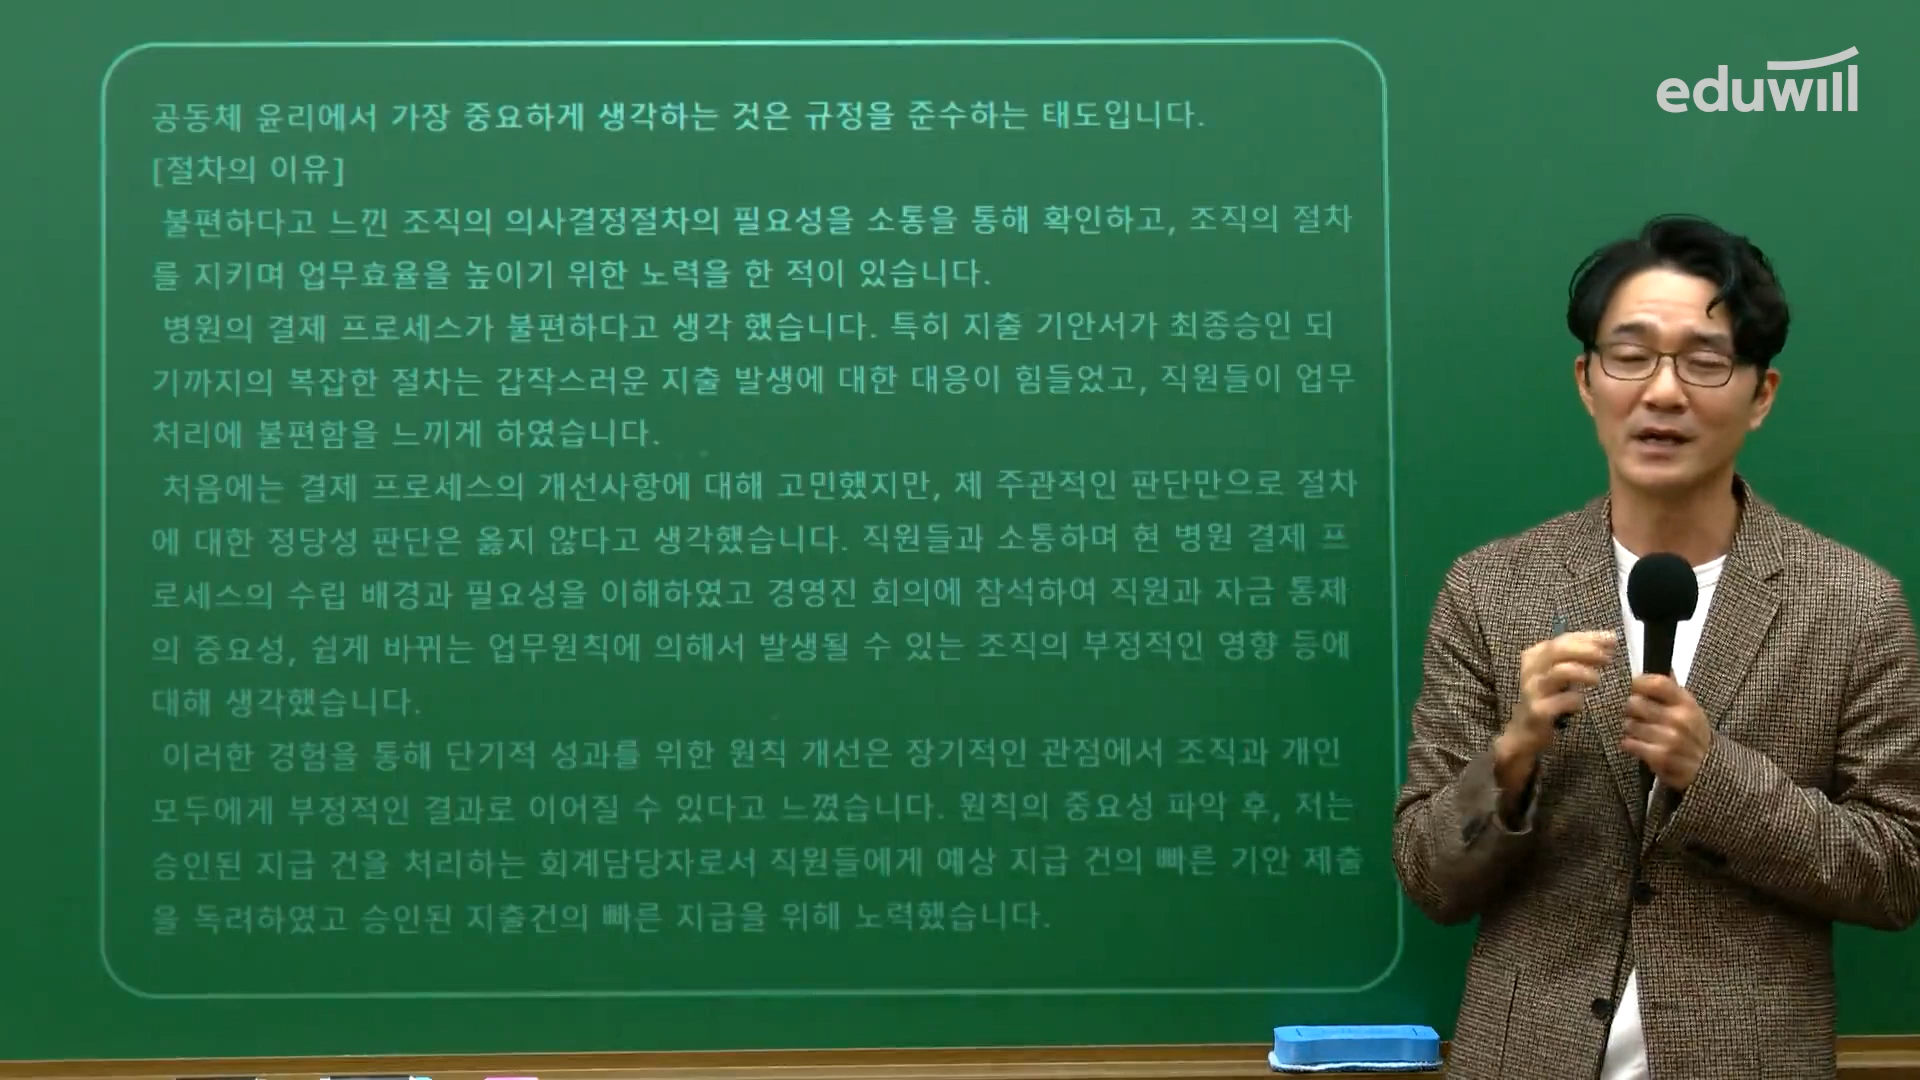 eduwill
공동체 윤리에서 가장 중요하게 생각하는 것은 규정을 준수하는 태도입니다.
[절차의 이유]
불편하다고 느낀 조직의 의사결정절차의 필요성을 소통을 통해 확인하고, 조직의 절차
를 지키며 업무효율을 높이기 위한 노력을 한 적이 있습니다.
병원의 결제 프로세스가 불편하다고 생각 했습니다. 특히 지출 기안서가 최종승인 되
기까지의 복잡한 절차는 갑작스러운 지출 발생에 대한 대응이 힘들었고, 직원들이 업무
처리에 불편함을 느끼게 하였습니다.
처음에는 결제 프로세스의 개선사항에 대해 고민했지만, 제 주관적인 판단만으로 절차
에 대한 정당성 판단은 옳지 않다고 생각했습니다. 직원들과 소통하며 현 병원 결제 프
로세스의 수립 배경과 필요성을 이해하였고 경영진 회의에 참석하여 직원과 자금 통제
의 중요성, 쉽게 바뀌는 업무원칙에 의해서 발생될 수 있는 조직의 부정적인 영향 등에
대해 생각했습니다.
이러한 경험을 통해 단기적 성과를 위한 원칙 개선은 장기적인 관점에서 조직과 개인
모두에게 부정적인 결과로 이어질 수 있다고 느꼈습니다. 원칙의 중요성 파악 후, 저는
승인된 지급 건을 처리하는 회계담당자로서 직원들에게 예상 지급 건의 빠른 기안 제출
을 독려하였고 승인된 지출건의 빠른 지급을 위해 노력했습니다.